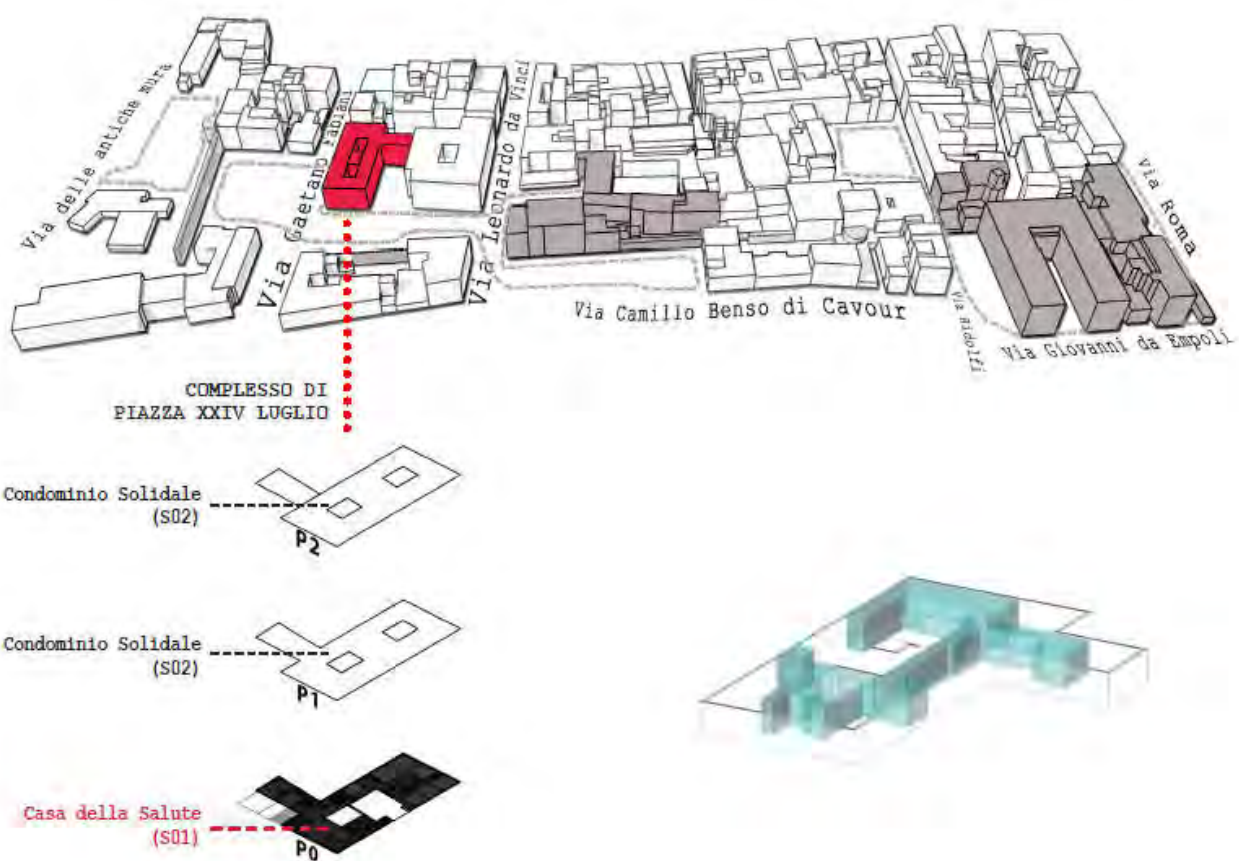 Via delle antiche mura
Via Gaetano Fabiani
Via Leonardo da Vinci
Via Camillo Benso di Cavour
Via Ridolfi
Via Giovanni da Empoli
Via Roma
COMPLESSO DI
PIAZZA XXIV LUGLIO
Condominio Solidale
(S02)
P2
Condominio Solidale
(S02)
P1
Casa della Salute
(S01)
P0